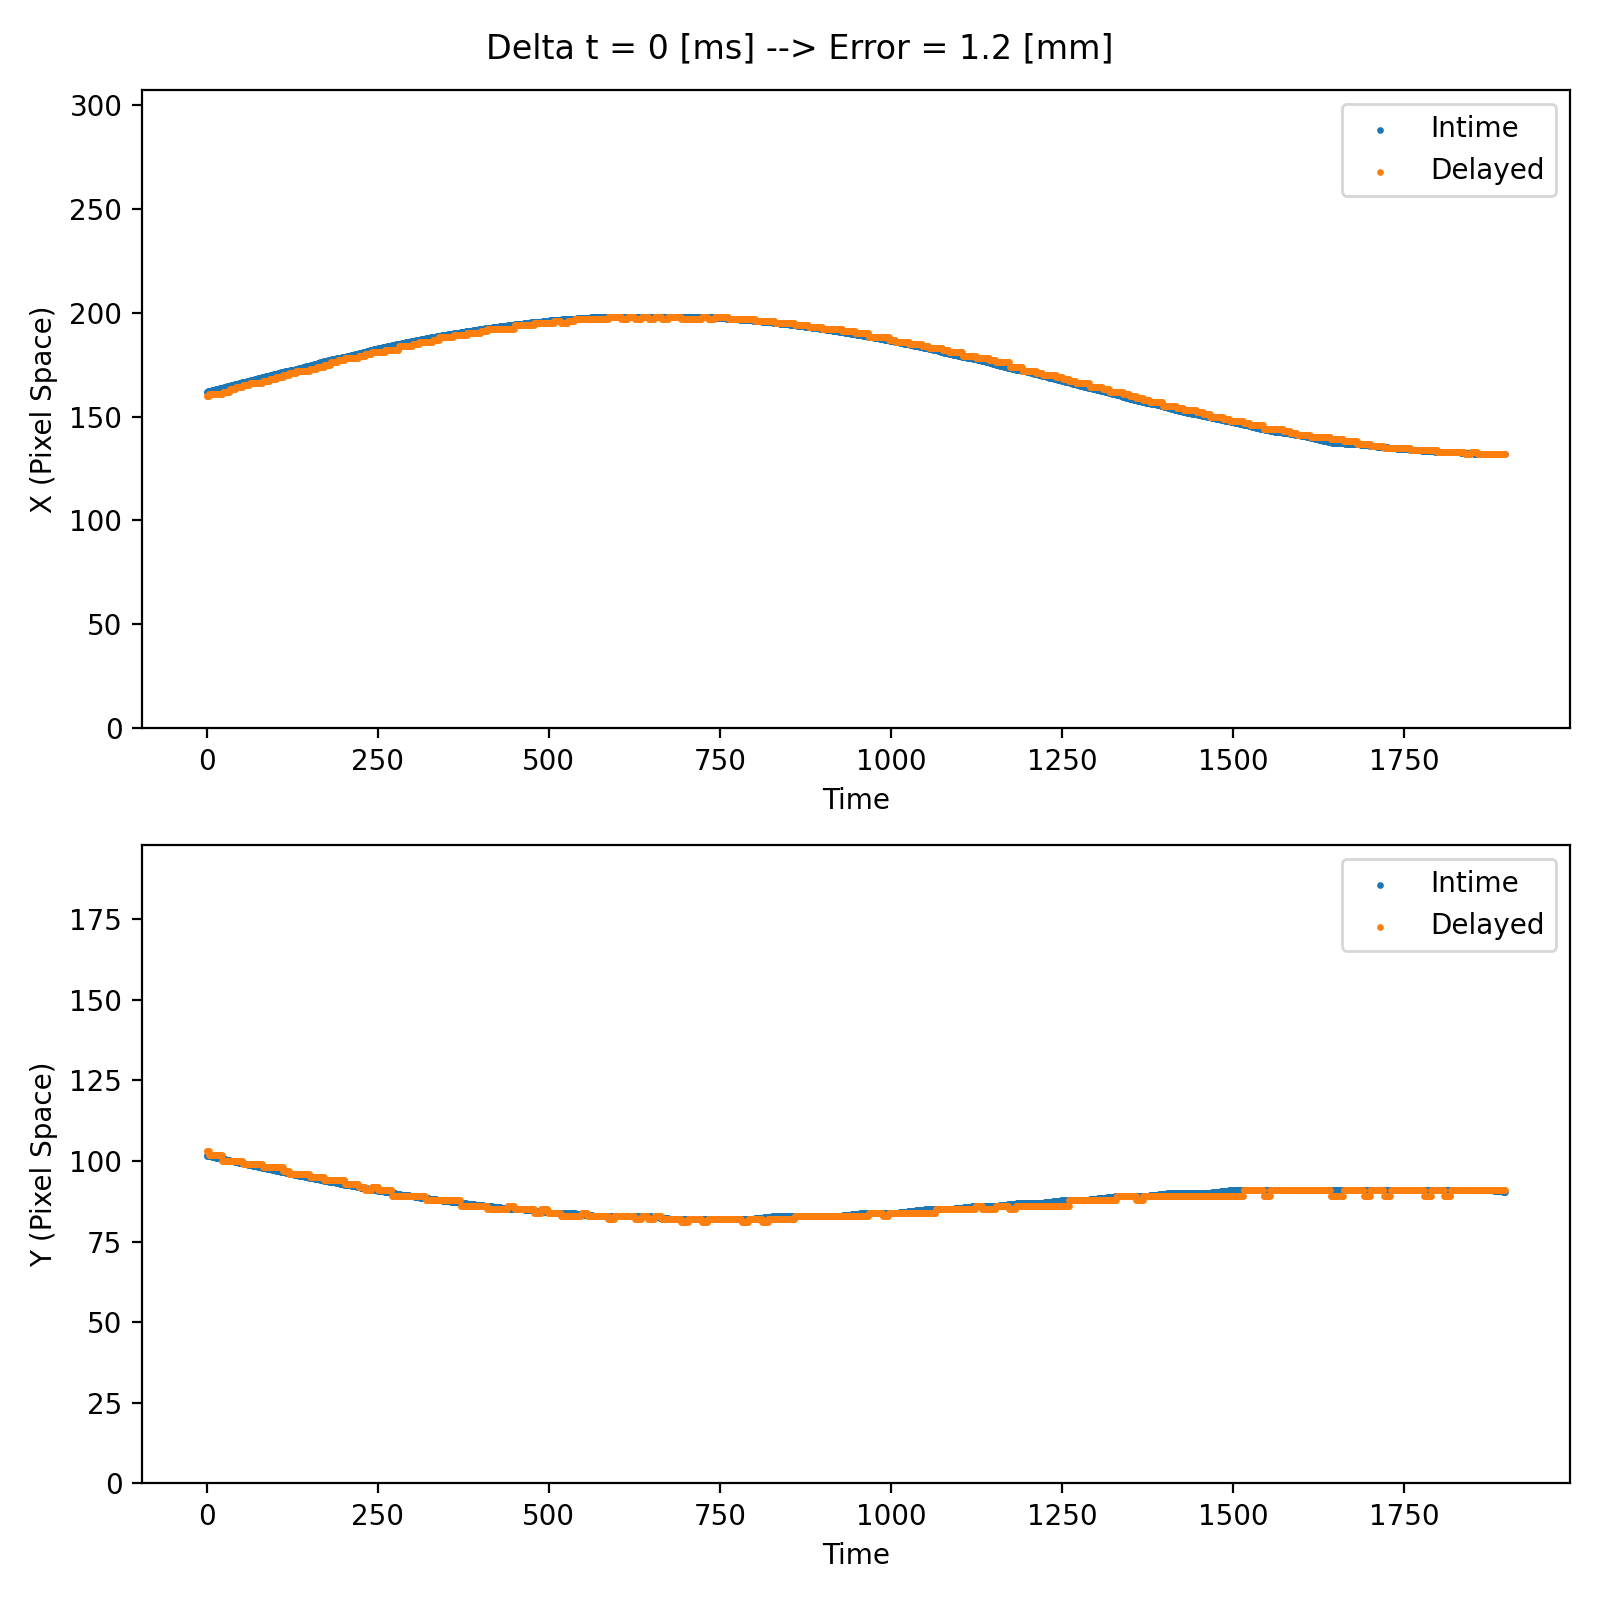 Delta t = 0 [ms] --> Error = 1.2 [mm]
300
250
200
150
100
50
0
X (Pixel Space)
Intime
Delayed
0 250 500 750 1000 1250 1500 1750
Time
175
150
125
100
75
50
25
0
Y (Pixel Space)
Intime
Delayed
0 250 500 750 1000 1250 1500 1750
Time